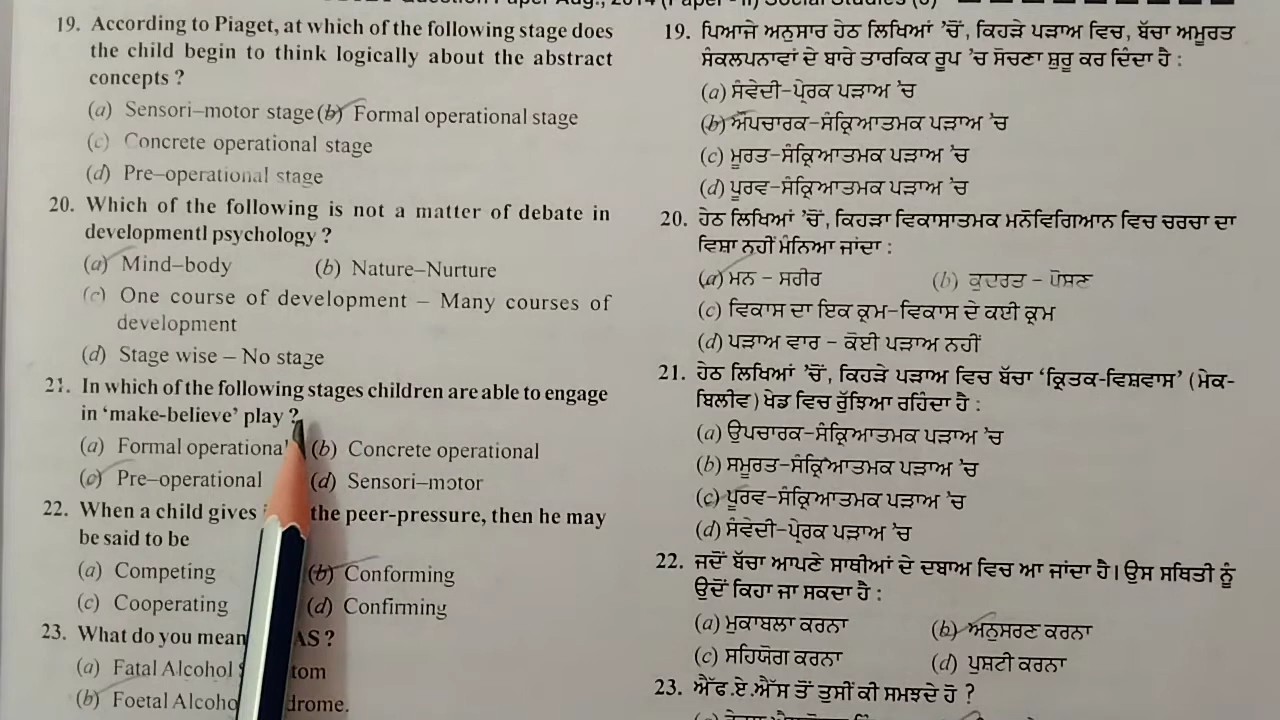 Question Paper Aug., 2014 (Paper - II) Social Studies
19. According to Piaget, at which of the following stage does
the child begin to think logically about the abstract
concepts ?
(a) Sensori–motor stage (b) Formal operational stage
(c) Concrete operational stage
(d) Pre–operational stage
20. Which of the following is not a matter of debate in
developmentl psychology ?
(a) Mind–body (b) Nature–Nurture
(c) One course of development – Many courses of
development
(d) Stage wise – No stage
21. In which of the following stages children are able to engage
in ‘make-believe’ play ?
(a) Formal operational (b) Concrete operational
(c) Pre–operational (d) Sensori–motor
22. When a child gives the peer-pressure, then he may
be said to be
(a) Competing (b) Conforming
(c) Cooperating (d) Confirming
23. What do you mean AS ?
(a) Fatal Alcohol tom
(b) Foetal Alcoho drome.
19. ਪਿਆਜੇ ਅਨੁਸਾਰ ਹੇਠ ਲਿਖਿਆਂ ’ਚੋਂ, ਕਿਹੜੇ ਪੜਾਅ ਵਿਚ, ਬੱਚਾ ਅਮੂਰਤ
ਸੰਕਲਪਨਾਵਾਂ ਦੇ ਬਾਰੇ ਤਾਰਕਿਕ ਰੂਪ ’ਚ ਸੋਚਣਾ ਸ਼ੁਰੂ ਕਰ ਦਿੰਦਾ ਹੈ :
(a) ਸੰਵੇਦੀ–ਪ੍ਰੇਰਕ ਪੜਾਅ ’ਚ
(b) ਔਪਚਾਰਕ–ਸੰਕ੍ਰਿਆਤਮਕ ਪੜਾਅ ’ਚ
(c) ਮੂਰਤ–ਸੰਕ੍ਰਿਆਤਮਕ ਪੜਾਅ ’ਚ
(d) ਪੂਰਵ–ਸੰਕ੍ਰਿਆਤਮਕ ਪੜਾਅ ’ਚ
20. ਹੇਠ ਲਿਖਿਆਂ ’ਚੋਂ, ਕਿਹੜਾ ਵਿਕਾਸਾਤਮਕ ਮਨੋਵਿਗਿਆਨ ਵਿਚ ਚਰਚਾ ਦਾ
ਵਿਸ਼ਾ ਨਹੀਂ ਮੰਨਿਆ ਜਾਂਦਾ :
(a) ਮਨ – ਸਰੀਰ (b) ਕੁਦਰਤ – ਪੋਸ਼ਣ
(c) ਵਿਕਾਸ ਦਾ ਇਕ ਕ੍ਰਮ–ਵਿਕਾਸ ਦੇ ਕਈ ਕ੍ਰਮ
(d) ਪੜਾਅ ਵਾਰ – ਕੋਈ ਪੜਾਅ ਨਹੀਂ
21. ਹੇਠ ਲਿਖਿਆਂ ’ਚੋਂ, ਕਿਹੜੇ ਪੜਾਅ ਵਿਚ ਬੱਚਾ ‘ਕ੍ਰਿਤਕ-ਵਿਸ਼ਵਾਸ’ (ਮੇਕ-
ਬਿਲੀਵ) ਖੇਡ ਵਿਚ ਰੁੱਝਿਆ ਰਹਿੰਦਾ ਹੈ :
(a) ਉਪਚਾਰਕ–ਸੰਕ੍ਰਿਆਤਮਕ ਪੜਾਅ ’ਚ
(b) ਸਮੂਰਤ–ਸੰਕ੍ਰਿਆਤਮਕ ਪੜਾਅ ’ਚ
(c) ਪੂਰਵ–ਸੰਕ੍ਰਿਆਤਮਕ ਪੜਾਅ ’ਚ
(d) ਸੰਵੇਦੀ–ਪ੍ਰੇਰਕ ਪੜਾਅ ’ਚ
22. ਜਦੋਂ ਬੱਚਾ ਆਪਣੇ ਸਾਥੀਆਂ ਦੇ ਦਬਾਅ ਵਿਚ ਆ ਜਾਂਦਾ ਹੈ। ਉਸ ਸਥਿਤੀ ਨੂੰ
ਉਦੋਂ ਕਿਹਾ ਜਾ ਸਕਦਾ ਹੈ :
(a) ਮੁਕਾਬਲਾ ਕਰਨਾ (b) ਅਨੁਸਰਣ ਕਰਨਾ
(c) ਸਹਿਯੋਗ ਕਰਨਾ (d) ਪੁਸ਼ਟੀ ਕਰਨਾ
23. ਐੱਫ.ਏ.ਐੱਸ ਤੋਂ ਤੁਸੀਂ ਕੀ ਸਮਝਦੇ ਹੋ ?